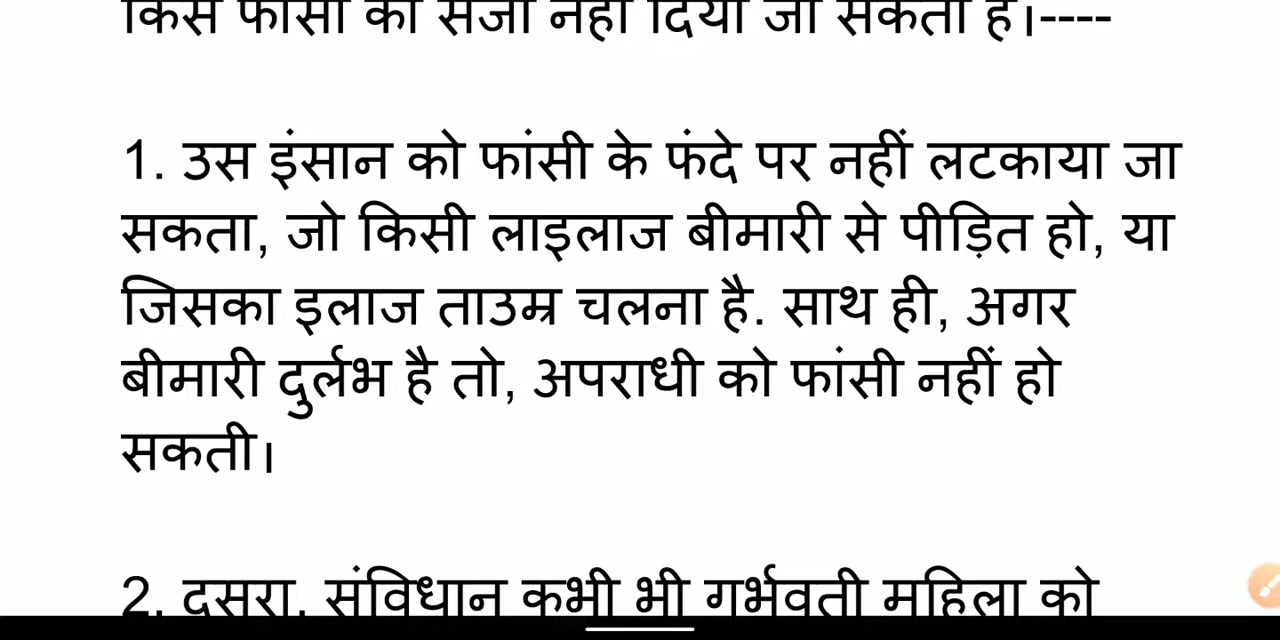 किसे फांसी की सजा नहीं दिया जा सकता है।----
1. उस इंसान को फांसी के फंदे पर नहीं लटकाया जा
सकता, जो किसी लाइलाज बीमारी से पीड़ित हो, या
जिसका इलाज ताउम्र चलना है. साथ ही, अगर
बीमारी दुर्लभ है तो, अपराधी को फांसी नहीं हो
सकती।
2. दूसरा, संविधान कभी भी गर्भवती महिला को